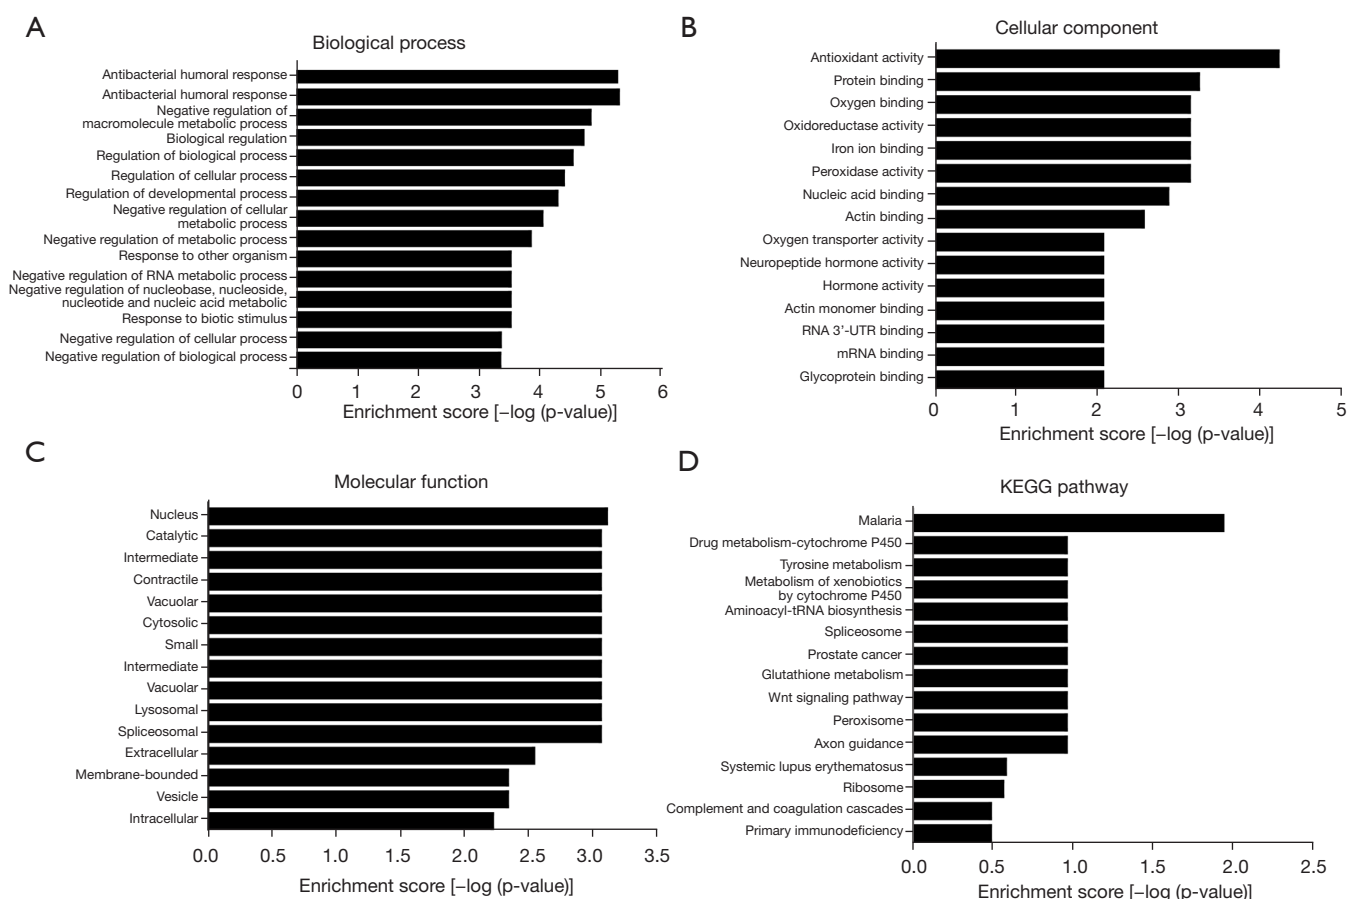 A
Biological process
Antibacterial humoral response
Antibacterial humoral response
Negative regulation of
macromolecule metabolic process
Biological regulation
Regulation of biological process
Regulation of cellular process
Regulation of developmental process
Negative regulation of cellular
metabolic process
Negative regulation of metabolic process
Response to other organism
Negative regulation of RNA metabolic process
Negative regulation of nucleobase, nucleoside,
nucleotide and nucleic acid metabolic
Response to biotic stimulus
Negative regulation of cellular process
Negative regulation of biological process
0 1 2 3 4 5 6
Enrichment score [−log (p-value)]
B
Cellular component
Antioxidant activity
Protein binding
Oxygen binding
Oxidoreductase activity
Iron ion binding
Peroxidase activity
Nucleic acid binding
Actin binding
Oxygen transporter activity
Neuropeptide hormone activity
Hormone activity
Actin monomer binding
RNA 3’-UTR binding
mRNA binding
Glycoprotein binding
0 1 2 3 4 5
Enrichment score [−log (p-value)]
C
Molecular function
Nucleus
Catalytic
Intermediate
Contractile
Vacuolar
Cytosolic
Small
Intermediate
Vacuolar
Lysosomal
Spliceosomal
Extracellular
Membrane-bounded
Vesicle
Intracellular
0.0 0.5 1.0 1.5 2.0 2.5 3.0 3.5
Enrichment score [−log (p-value)]
D
KEGG pathway
Malaria
Drug metabolism-cytochrome P450
Tyrosine metabolism
Metabolism of xenobiotics
by cytochrome P450
Aminoacyl-tRNA biosynthesis
Spliceosome
Prostate cancer
Glutathione metabolism
Wnt signaling pathway
Peroxisome
Axon guidance
Systemic lupus erythematosus
Ribosome
Complement and coagulation cascades
Primary immunodeficiency
0.0 0.5 1.0 1.5 2.0 2.5
Enrichment score [−log (p-value)]